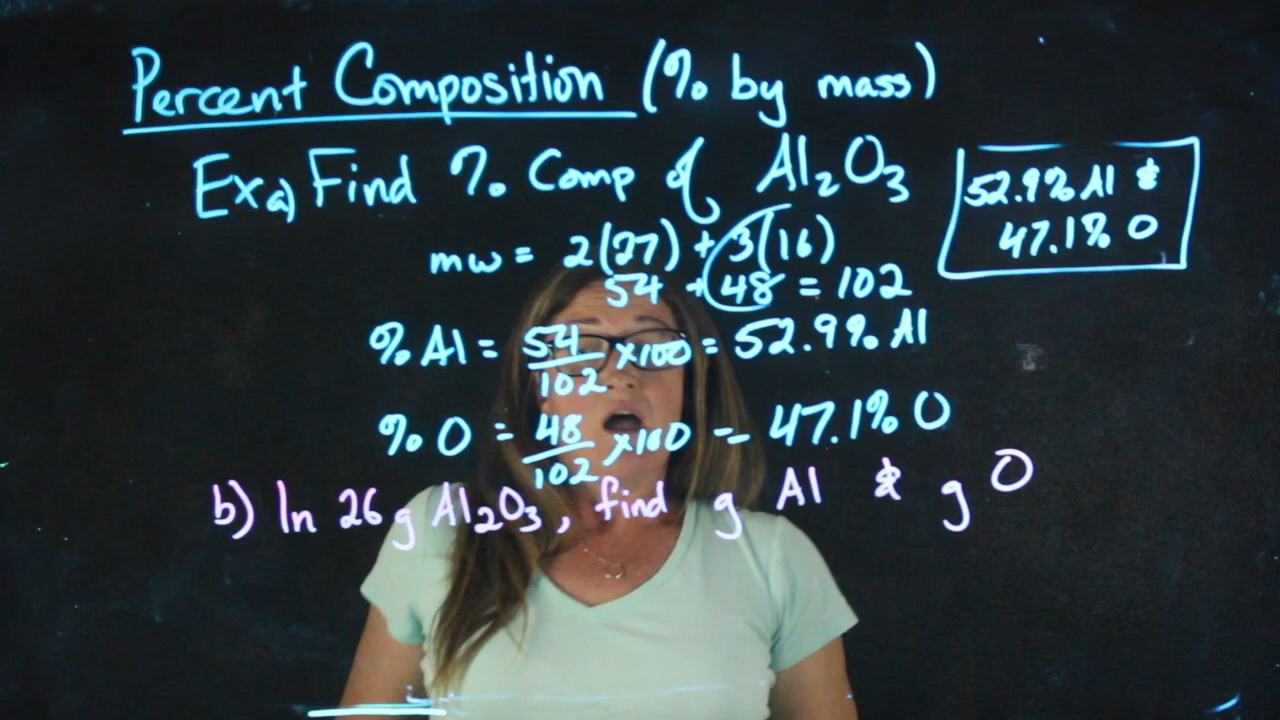 Percent Composition (% by mass)
Ex a) Find % Comp of Al₂O₃
52.9% Al &
47.1% O
mw = 2(27) + 3(16)
54 + 48 = 102
% Al = 54/102 x100 = 52.9% Al
% O = 48/102 x100 = 47.1% O
b) In 26g Al₂O₃, find g Al & g O